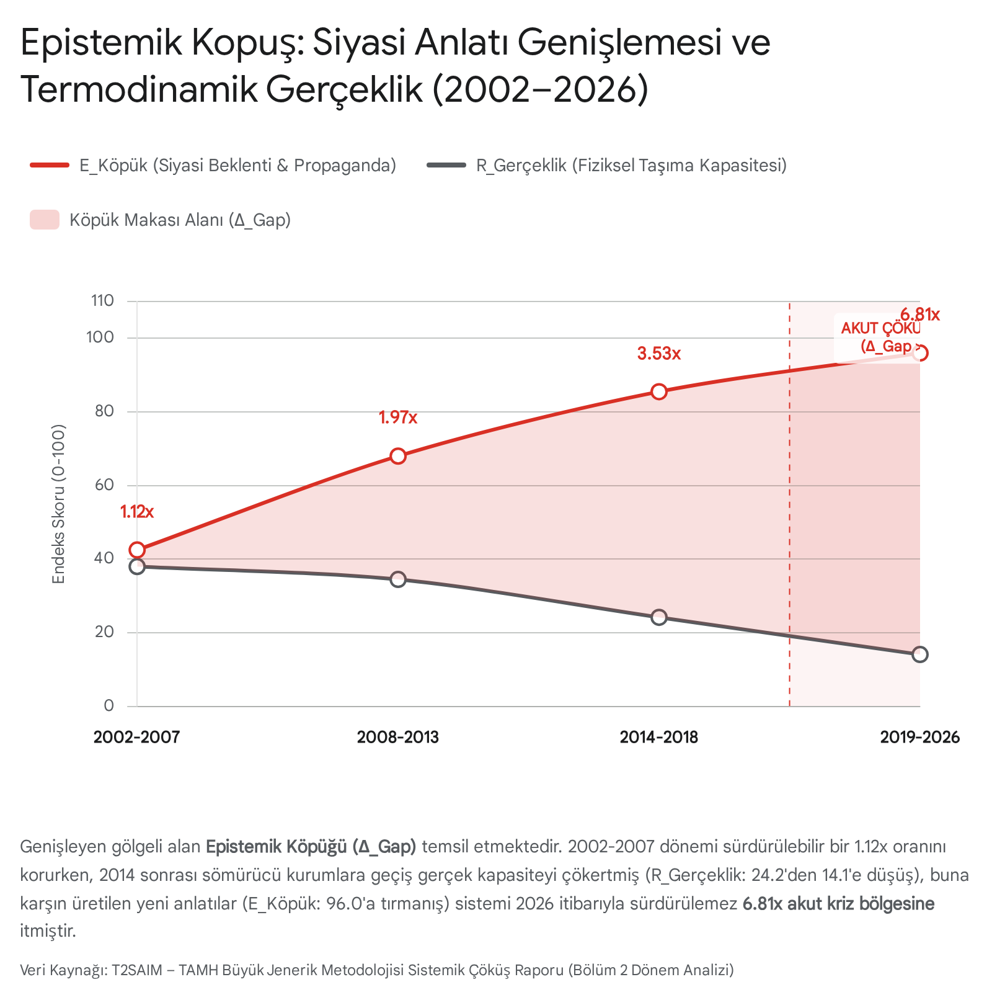 Epistemik Kopuş: Siyasi Anlatı Genişlemesi ve
Termodinamik Gerçeklik (2002–2026)
E_Köpük (Siyasi Beklenti & Propaganda)
R_Gerçeklik (Fiziksel Taşıma Kapasitesi)
Köpük Makası Alanı (Δ_Gap)
110
100
80
60
40
20
0
Endeks Skoru (0-100)
1.12x
1.97x
3.53x
6.81x
AKUT ÇÖKÜ
(Δ_Gap >
2002-2007
2008-2013
2014-2018
2019-2026
Genişleyen gölgeli alan Epistemik Köpüğü (Δ_Gap) temsil etmektedir. 2002-2007 dönemi sürdürülebilir bir 1.12x oranını
korurken, 2014 sonrası sömürücü kurumlara geçiş gerçek kapasiteyi çökertmiş (R_Gerçeklik: 24.2'den 14.1'e düşüş), buna
karşın üretilen yeni anlatılar (E_Köpük: 96.0'a tırmanış) sistemi 2026 itibarıyla sürdürülemez 6.81x akut kriz bölgesine
itmiştir.
Veri Kaynağı: T2SAIM – TAMH Büyük Jenerik Metodolojisi Sistemik Çöküş Raporu (Bölüm 2 Dönem Analizi)